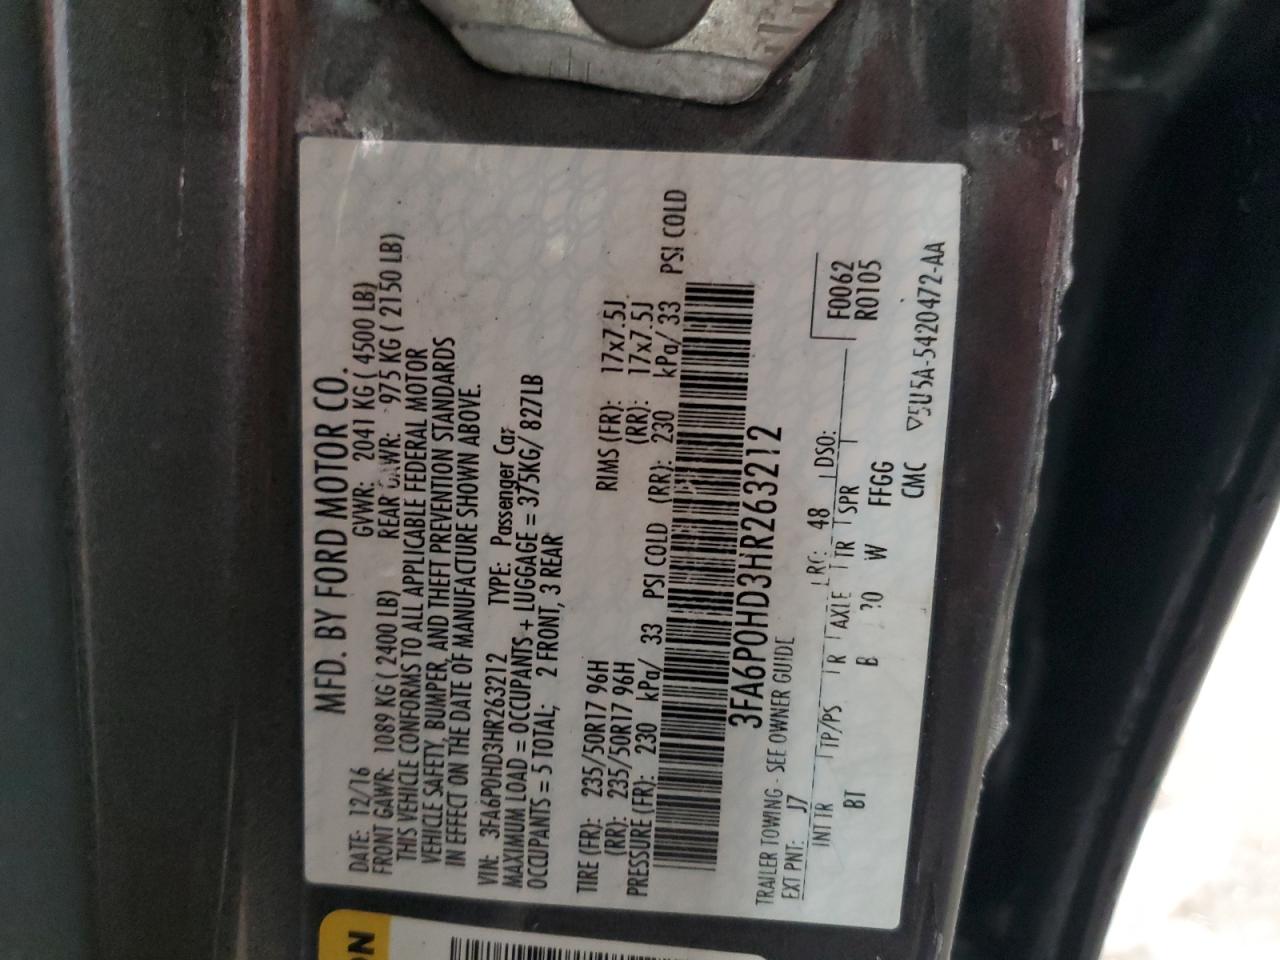 MFD. BY FORD MOTOR CO.
DATE: 12/16 GVWR: 2041 KG ( 4500 LB)
FRONT GAWR: 1089 KG ( 2400 LB) REAR GAWR: 975 KG ( 2150 LB)
THIS VEHICLE CONFORMS TO ALL APPLICABLE FEDERAL MOTOR
VEHICLE SAFETY, BUMPER, AND THEFT PREVENTION STANDARDS
IN EFFECT ON THE DATE OF MANUFACTURE SHOWN ABOVE.
VIN: 3FA6P0HD3HR263212 TYPE: Passenger Car
MAXIMUM LOAD = OCCUPANTS + LUGGAGE = 375KG/ 827LB
OCCUPANTS = 5 TOTAL; 2 FRONT, 3 REAR
TIRE (FR): 235/50R17 96H RIMS (FR): 17x7.5J
(RR): 235/50R17 96H (RR): 17x7.5J
PRESSURE (FR): 230 kPa/ 33 PSI COLD (RR): 230 kPa/ 33 PSI COLD
3FA6P0HD3HR263212
TRAILER TOWING - SEE OWNER GUIDE
EXT PNT: J7 RC: 48 DSO: F0062
INT TR TP/PS R AXLE TR SPR R0105
BT B W FFGG
CMC 5U5A-5420472-AA
ON